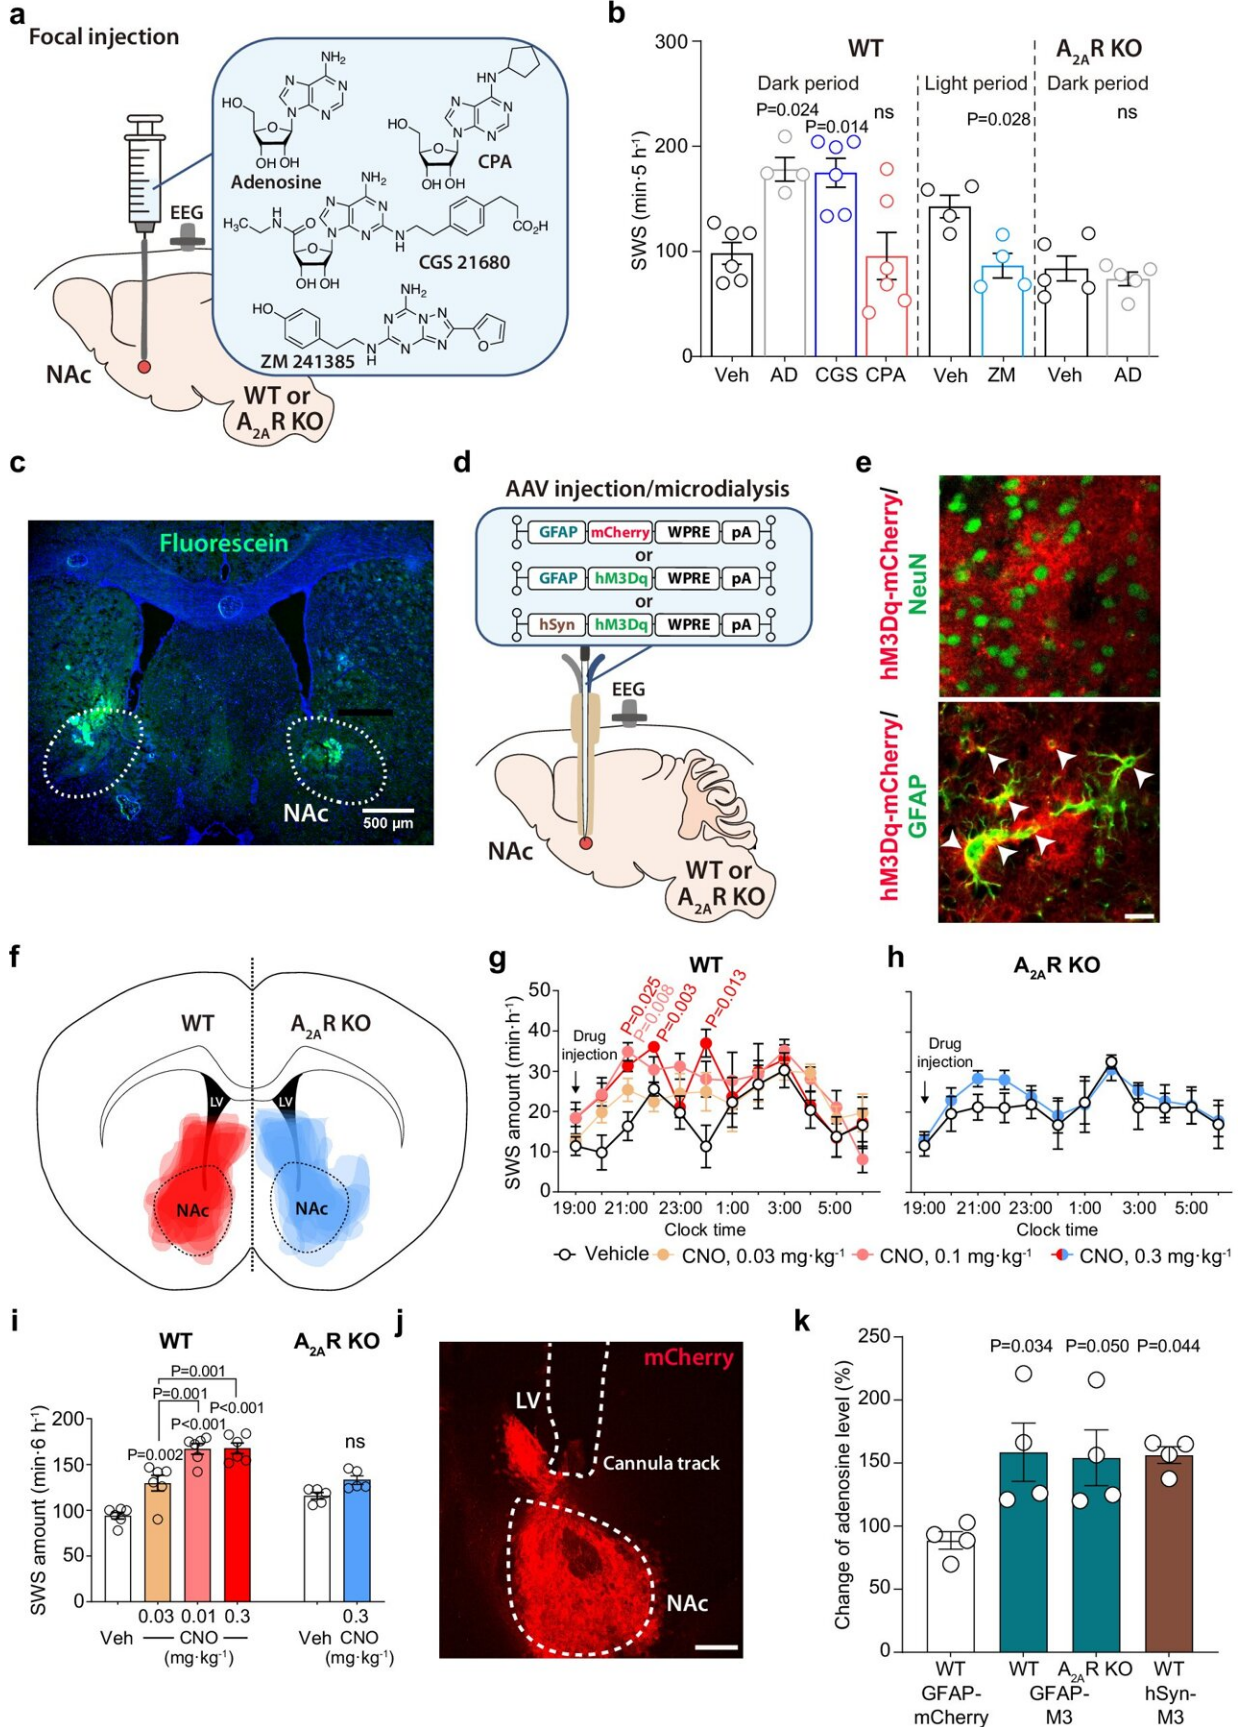 a
Focal injection
EEG
NAc
WT or
A2AR KO
NH2
HO
N
N
N
N
O
OH OH
Adenosine
HN
N
N
N
N
HO
O
OH OH
CPA
NH2
N
N
N
N
H3C
H
N
O
O
N
H
CO2H
OH OH
CGS 21680
NH2
HO
N
N
N
N
N
N
NH
O
ZM 241385
b
WT
A2AR KO
Dark period
Light period
Dark period
P=0.024
P=0.014
ns
P=0.028
ns
SWS (min·5 h-1)
300
200
100
0
Veh AD CGS CPA Veh ZM Veh AD
c
Fluorescein
NAc
500 µm
d
AAV injection/microdialysis
GFAP mCherry WPRE pA
or
GFAP hM3Dq WPRE pA
or
hSyn hM3Dq WPRE pA
EEG
NAc
WT or
A2AR KO
e
hM3Dq-mCherry/
NeuN
hM3Dq-mCherry/
GFAP
f
WT
A2AR KO
LV
LV
NAc
NAc
g
WT
SWS amount (min·h-1)
50
40
30
20
10
0
Drug
injection
P=0.025
P=0.008
P=0.003
P=0.013
19:00 21:00 23:00 1:00 3:00 5:00
Clock time
h
A2AR KO
Drug
injection
19:00 21:00 23:00 1:00 3:00 5:00
Clock time
Vehicle
CNO, 0.03 mg·kg-1
CNO, 0.1 mg·kg-1
CNO, 0.3 mg·kg-1
i
WT
A2AR KO
SWS amount (min·6 h-1)
200
150
100
50
0
P=0.001
P=0.001
P<0.001
P<0.001
P=0.002
ns
0.03 0.01 0.3
0.3
Veh
CNO
(mg·kg-1)
Veh CNO
(mg·kg-1)
j
mCherry
LV
Cannula track
NAc
k
Change of adenosine level (%)
250
200
150
100
50
0
P=0.034
P=0.050
P=0.044
WT
GFAP-
mCherry
WT
A2AR KO
GFAP-
M3
WT
hSyn-
M3